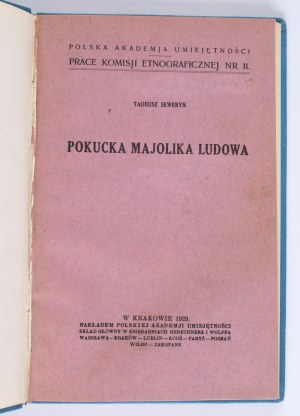 POLSKA AKADEMJA UMIEJĘTNOŚCI
PRACE KOMISJI ETNOGRAFICZNEJ NR 11.
TADEUSZ SEWERYN
POKUCKA MAJOLIKA LUDOWA
W KRAKOWIE 1929.
NAKŁADEM POLSKIEJ AKADEMJI UMIEJĘTNOŚCI
SKŁAD GŁÓWNY W KSIĘGARNIACH GEBETHNERA I WOLFFA
WARSZAWA—KRAKÓW—LUBLIN—ŁÓDŹ—PARYŻ—POZNAŃ
WILNO—ZAKOPANE